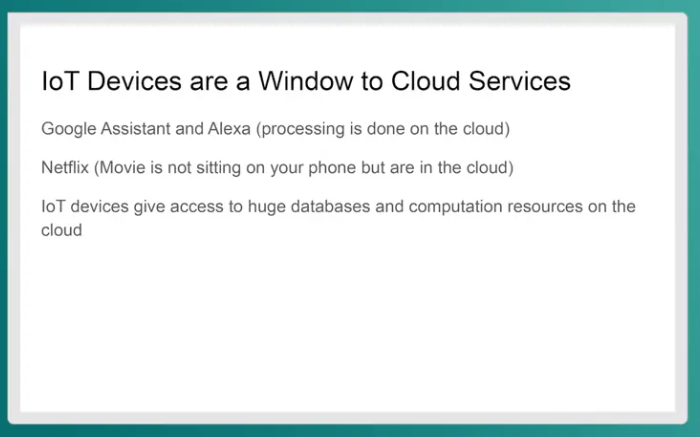 IoT Devices are a Window to Cloud Services
Google Assistant and Alexa (processing is done on the cloud)
Netflix (Movie is not sitting on your phone but are in the cloud)
IoT devices give access to huge databases and computation resources on the
cloud